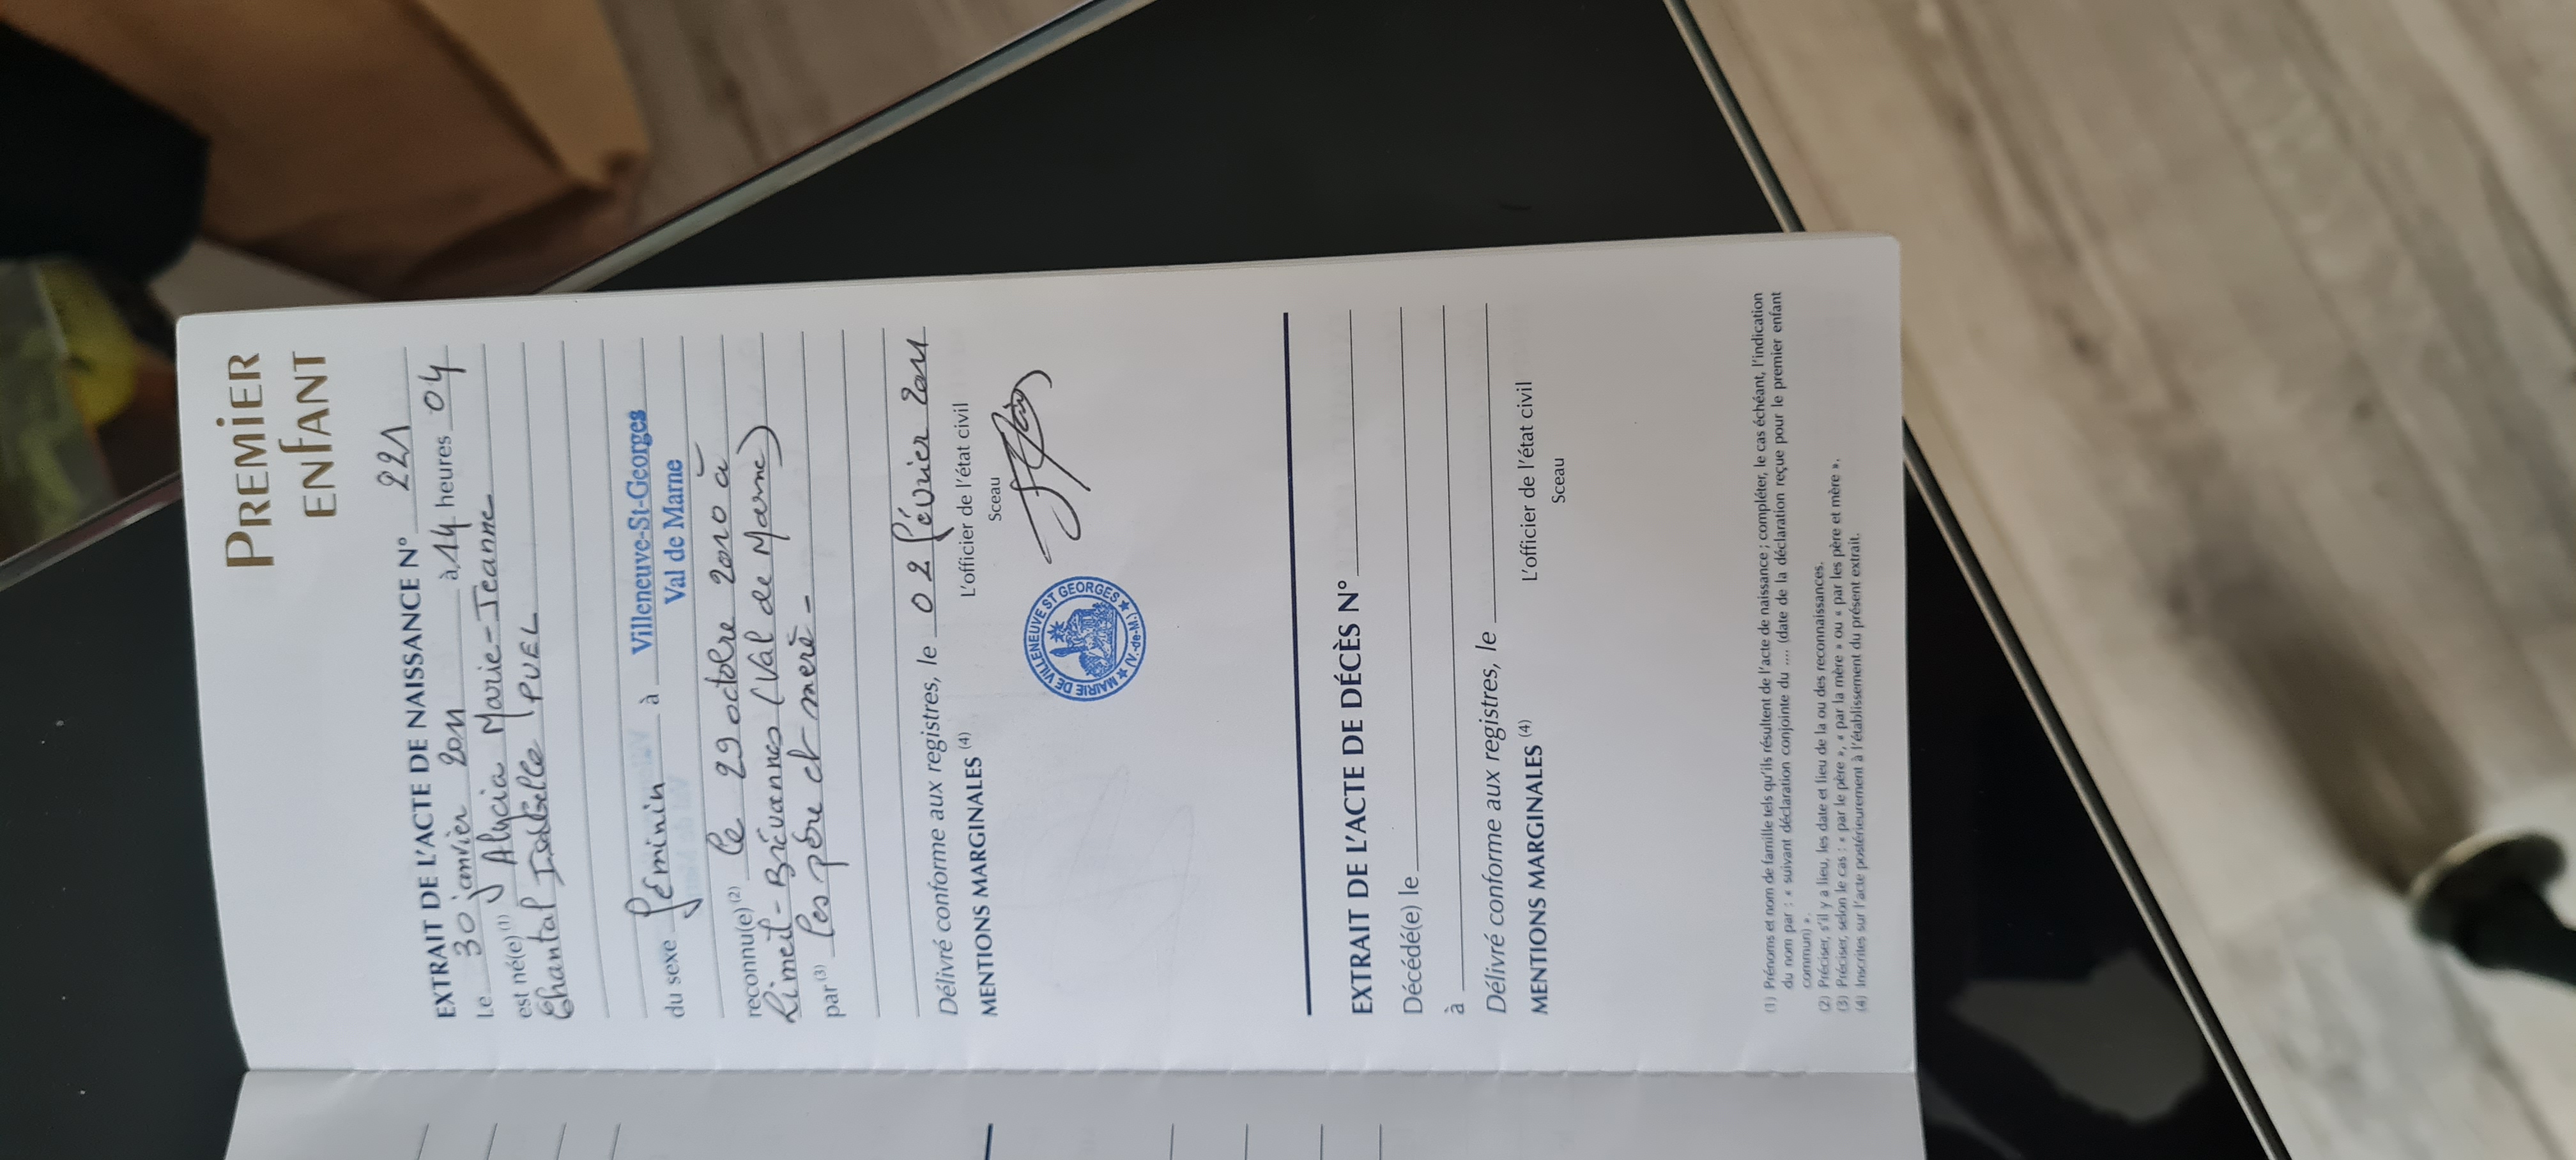 PREMIER
ENFANT
EXTRAIT DE L'ACTE DE NAISSANCE N° 221
Le 30 janvier 2011 à 14 heures 04
est né(e) (1) Alycia Marie-Jeanne
Chantal Isabelle PUEL
du sexe féminin à Villeneuve-St-Georges
Val de Marne
reconnu(e) (2) le 29 octobre 2010 à
Limeil-Brévannes (Val de Marne)
par (3) les père et mère -
Délivré conforme aux registres, le 02 février 2011
MENTIONS MARGINALES (4) L'officier de l'état civil
Sceau
MAIRIE DE VILLENEUVE ST GEORGES
(V.-de-M.)
EXTRAIT DE L'ACTE DE DÉCÈS N°
Décédé(e) le
à
Délivré conforme aux registres, le
MENTIONS MARGINALES (4) L'officier de l'état civil
Sceau
(1) Prénoms et nom de famille tels qu'ils résultent de l'acte de naissance ; compléter, le cas échéant, l'indication
du nom par : « suivant déclaration conjointe du .... (date de la déclaration reçue pour le premier enfant
commun) ».
(2) Préciser, s'il y a lieu, les date et lieu de la ou des reconnaissances.
(3) Préciser, selon le cas : « par le père », « par la mère » ou « par les père et mère ».
(4) Inscrites sur l'acte postérieurement à l'établissement du présent extrait.